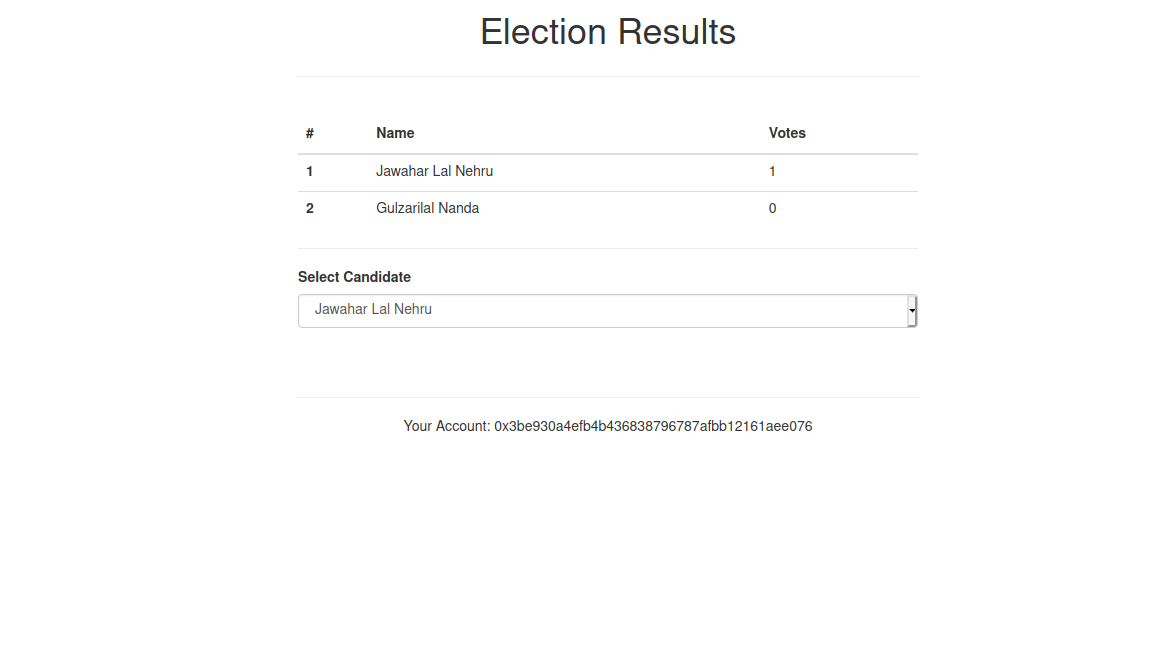 Election Results
# Name Votes
1 Jawahar Lal Nehru 1
2 Gulzarilal Nanda 0
Select Candidate
Jawahar Lal Nehru
Your Account: 0x3be930a4efb4b436838796787afbb12161aee076